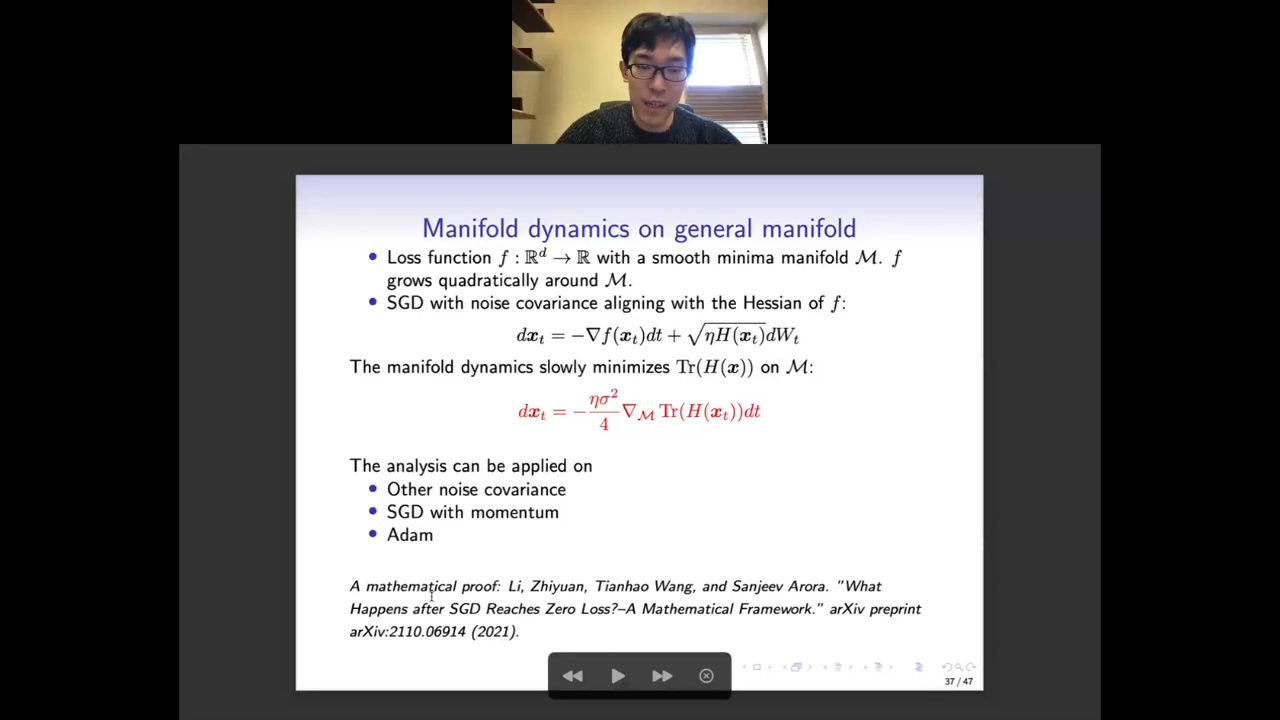 Manifold dynamics on general manifold
• Loss function f : ℝ^d → ℝ with a smooth minima manifold ℳ. f
grows quadratically around ℳ.
• SGD with noise covariance aligning with the Hessian of f:
d𝒙_t = −∇f(𝒙_t)dt + √(ηH(𝒙_t))dW_t
The manifold dynamics slowly minimizes Tr(H(𝒙)) on ℳ:
d𝒙_t = −(ησ²/4)∇_ℳ Tr(H(𝒙_t))dt
The analysis can be applied on
• Other noise covariance
• SGD with momentum
• Adam
A mathematical proof: Li, Zhiyuan, Tianhao Wang, and Sanjeev Arora. "What
Happens after SGD Reaches Zero Loss?–A Mathematical Framework." arXiv preprint
arXiv:2110.06914 (2021).
37 / 47